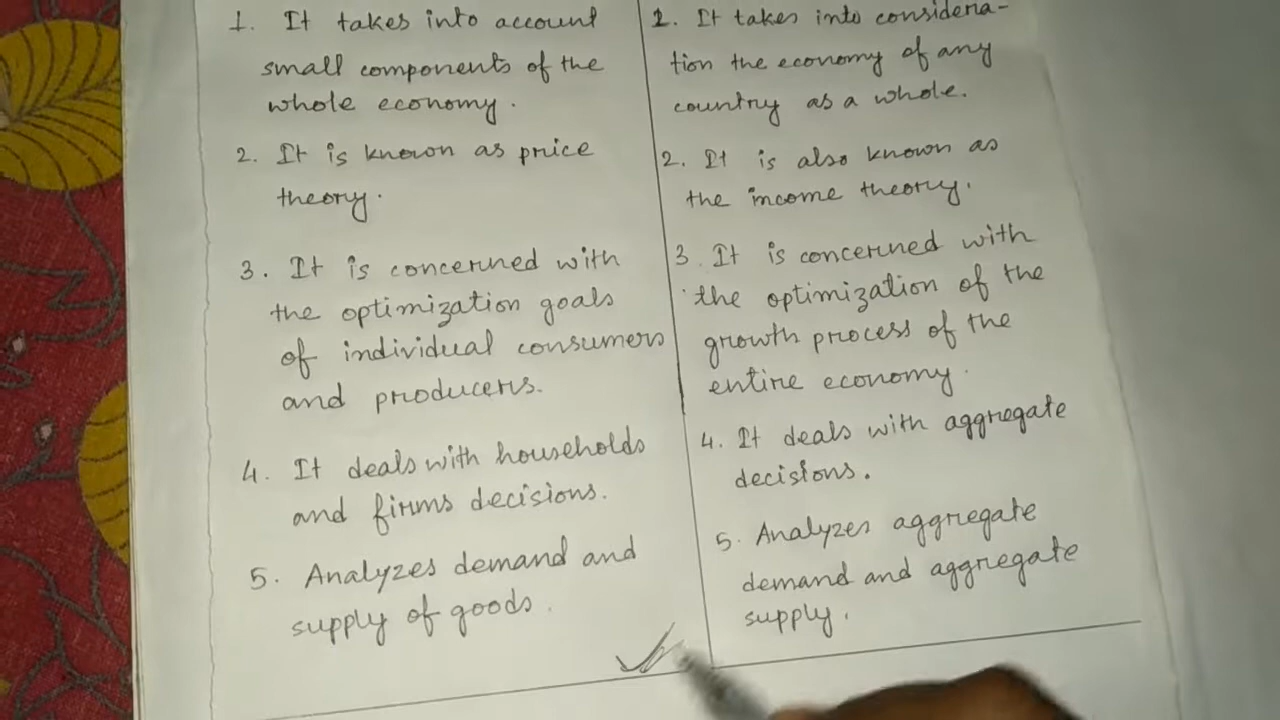 1. It takes into account
small components of the
whole economy.
2. It is known as price
theory.
3. It is concerned with
the optimization goals
of individual consumers
and producers.
4. It deals with households
and firms decisions.
5. Analyzes demand and
supply of goods.
1. It takes into considera-
tion the economy of any
country as a whole.
2. It is also known as
the income theory.
3. It is concerned with
the optimization of the
growth process of the
entire economy.
4. It deals with aggregate
decisions.
5. Analyzes aggregate
demand and aggregate
supply.